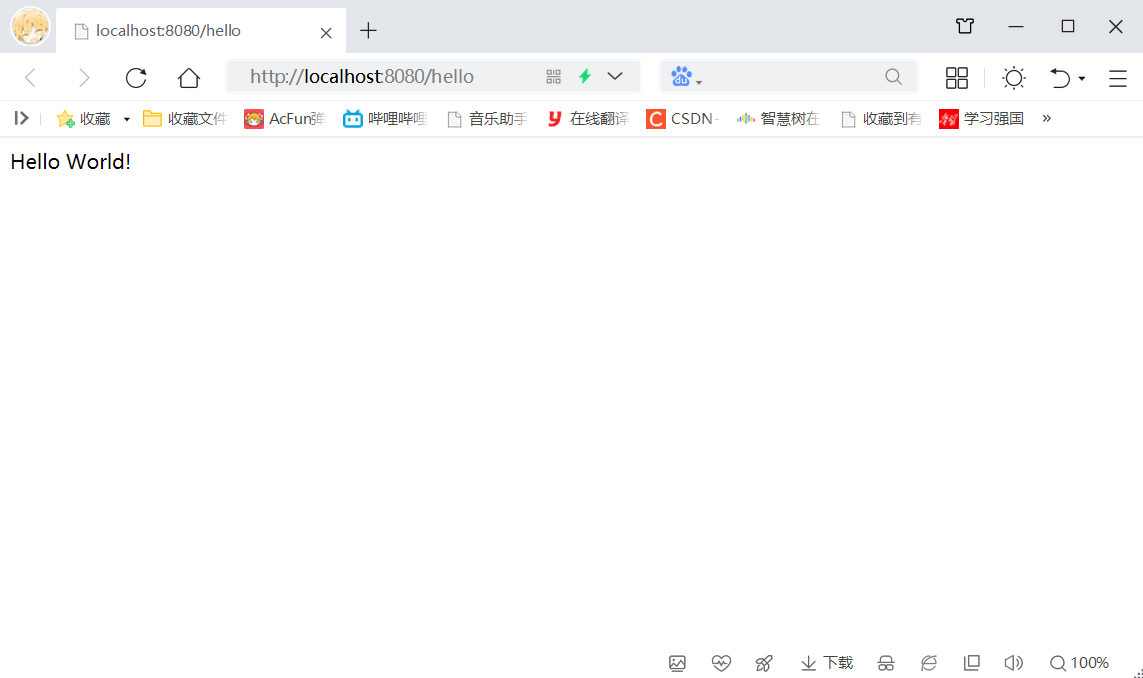 localhost:8080/hello
http://localhost:8080/hello
du
收藏 收藏文件 AcFun弹 哔哩哔哩 音乐助手 y 在线翻译 C CSDN- 智慧树在 收藏到有 学习强国 »
Hello World!
下载 100%